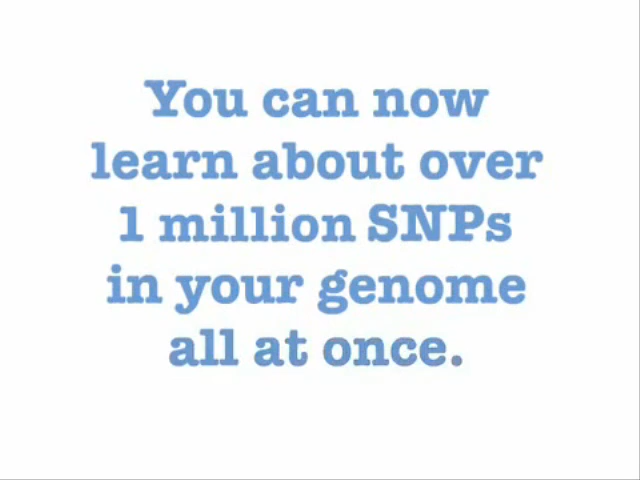 You can now
learn about over
1 million SNPs
in your genome
all at once.